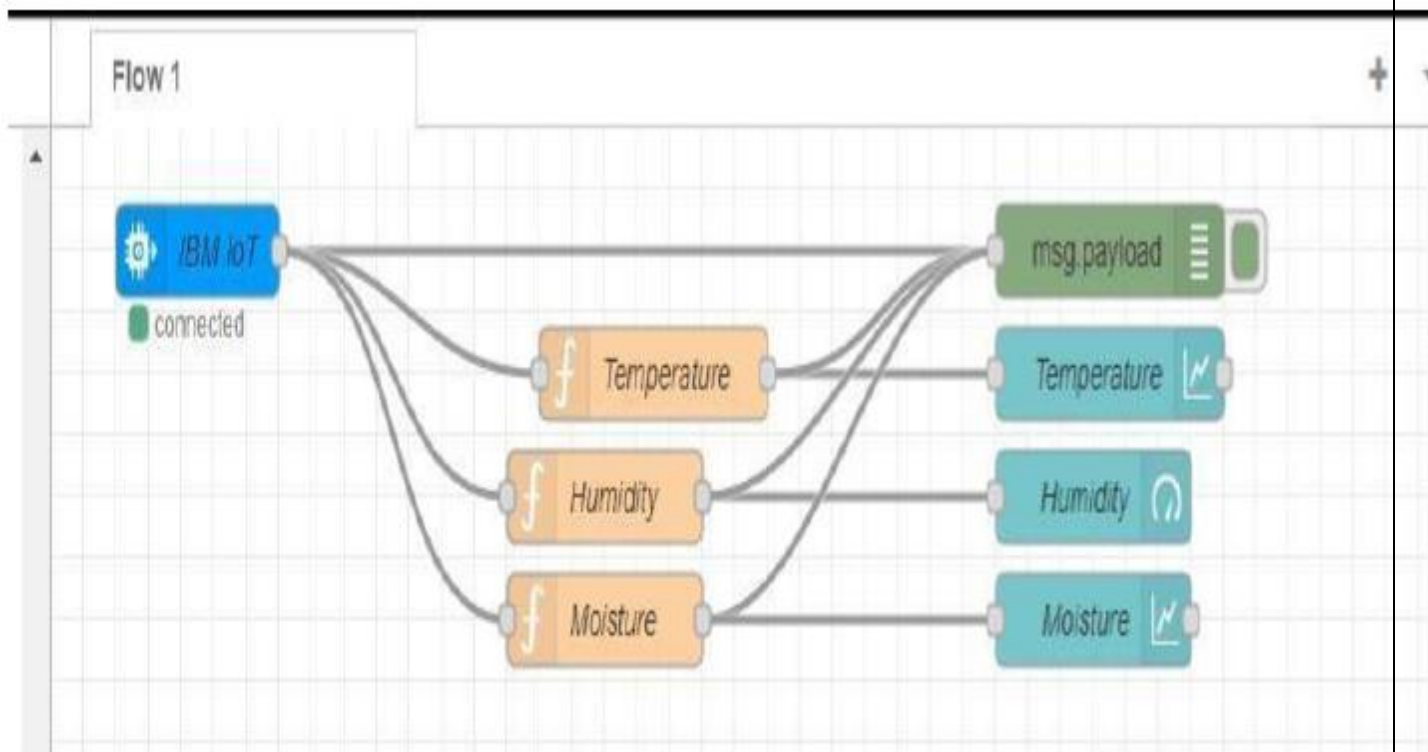 Flow 1
IBM IoT
msg.payload
connected
Temperature
Temperature
Humidity
Humidity
Moisture
Moisture